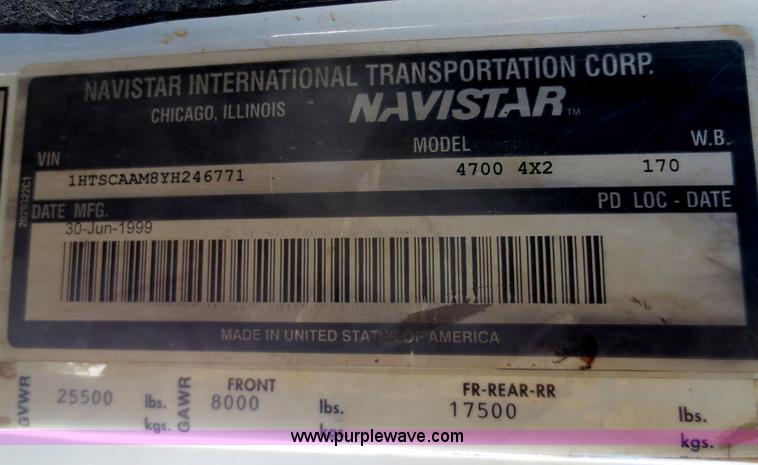 NAVISTAR INTERNATIONAL TRANSPORTATION CORP.
CHICAGO, ILLINOIS NAVISTAR™
VIN MODEL W.B.
1HTSCAAM8YH246771 4700 4X2 170
DATE MFG. PD LOC - DATE
30-Jun-1999
2029322C1
MADE IN UNITED STATES OF AMERICA
GVWR 25500 lbs. GAWR FRONT 8000 lbs. kgs. FR-REAR-RR 17500 lbs. kgs.
www.purplewave.com